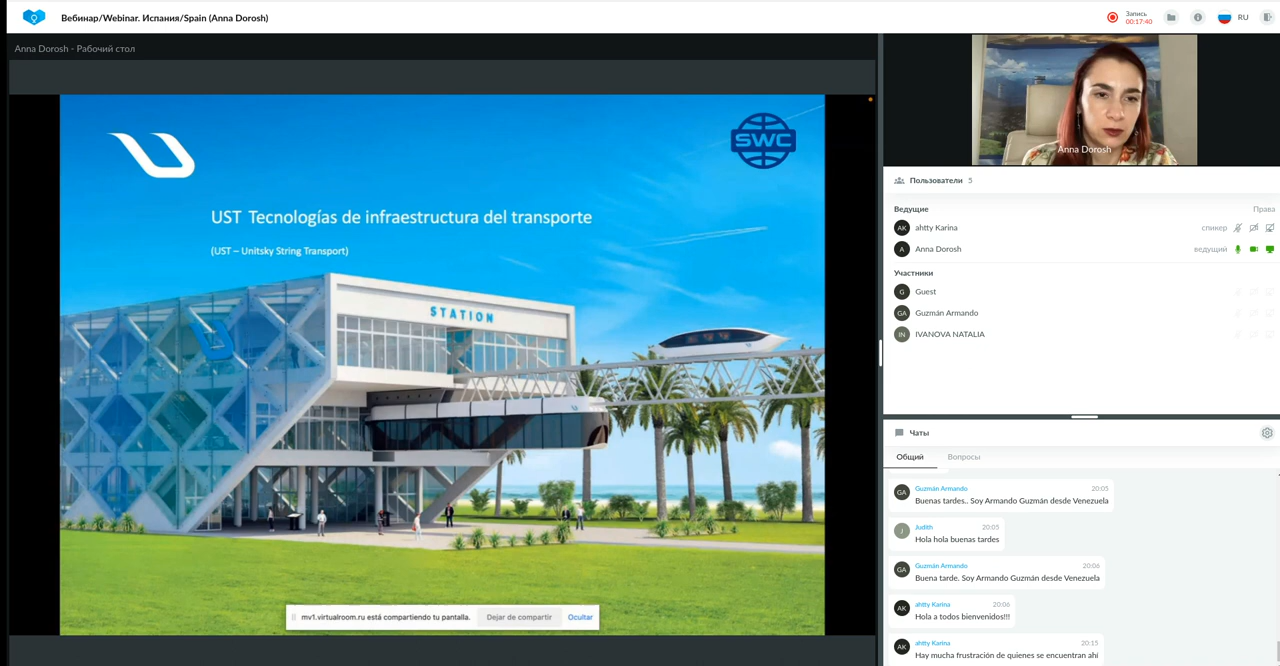 Вебинар/Webinar. Испания/Spain (Anna Dorosh)
Запись
00:17:40
RU
Anna Dorosh - Рабочий стол
SWC
UST Tecnologías de infraestructura del transporte
(UST – Unitsky String Transport)
STATION
mv1.virtualroom.ru está compartiendo tu pantalla.
Dejar de compartir
Ocultar
Anna Dorosh
Пользователи 5
Ведущие
Права
AK ahtty Karina
спикер
A Anna Dorosh
ведущий
Участники
G Guest
GA Guzmán Armando
IN IVANOVA NATALIA
Чаты
Общий
Вопросы
Guzmán Armando 20:05
GA
Buenas tardes.. Soy Armando Guzmán desde Venezuela
Judith 20:05
J
Hola hola buenas tardes
Guzmán Armando 20:06
GA
Buena tarde. Soy Armando Guzmán desde Venezuela
ahtty Karina 20:06
AK
Hola a todos bienvenidos!!!
ahtty Karina 20:15
AK
Hay mucha frustración de quienes se encuentran ahí